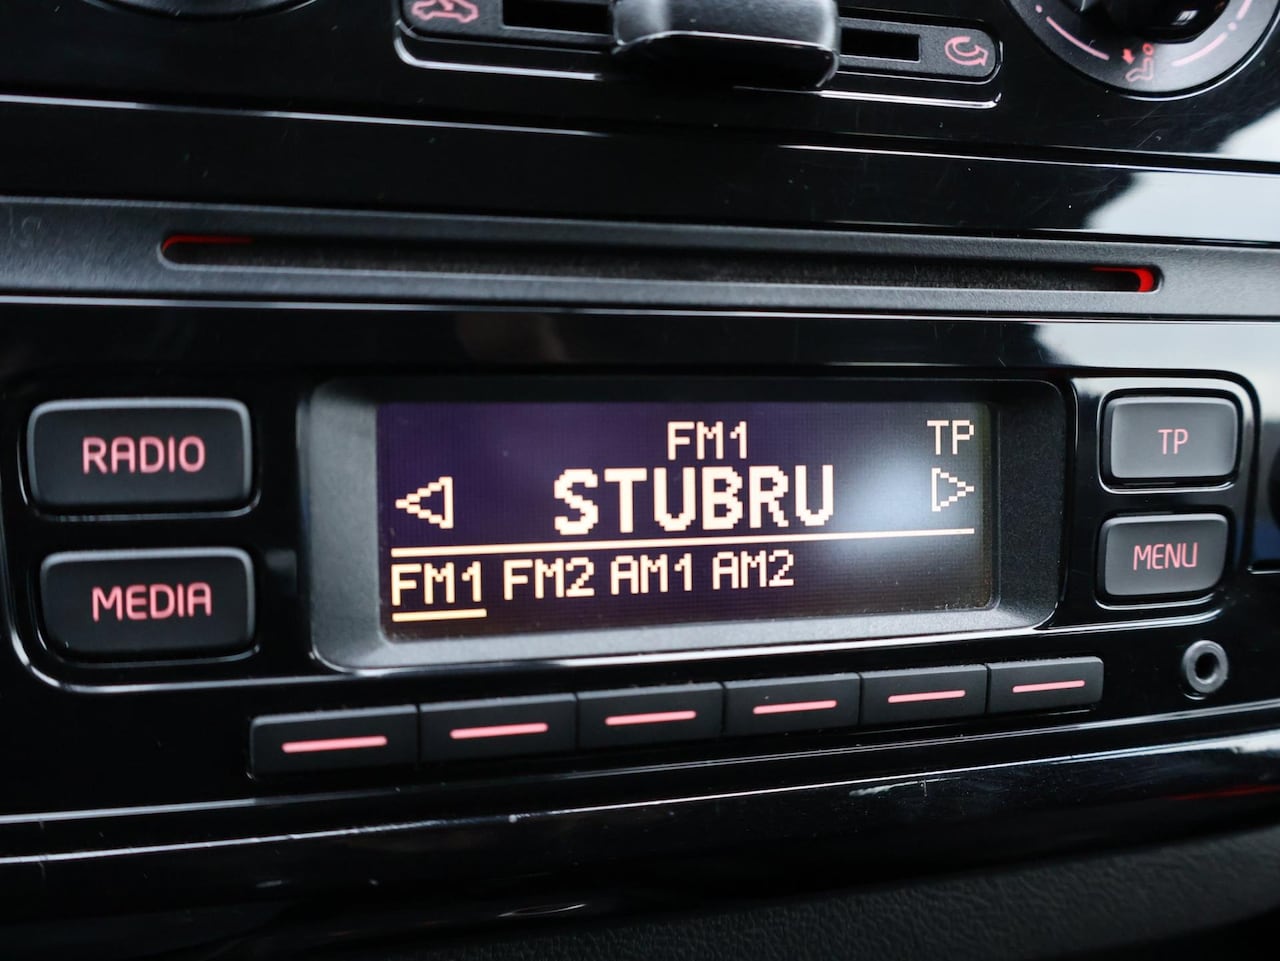 RADIO
MEDIA
FM1
TP
STUBRU
FM1 FM2 AM1 AM2
TP
MENU